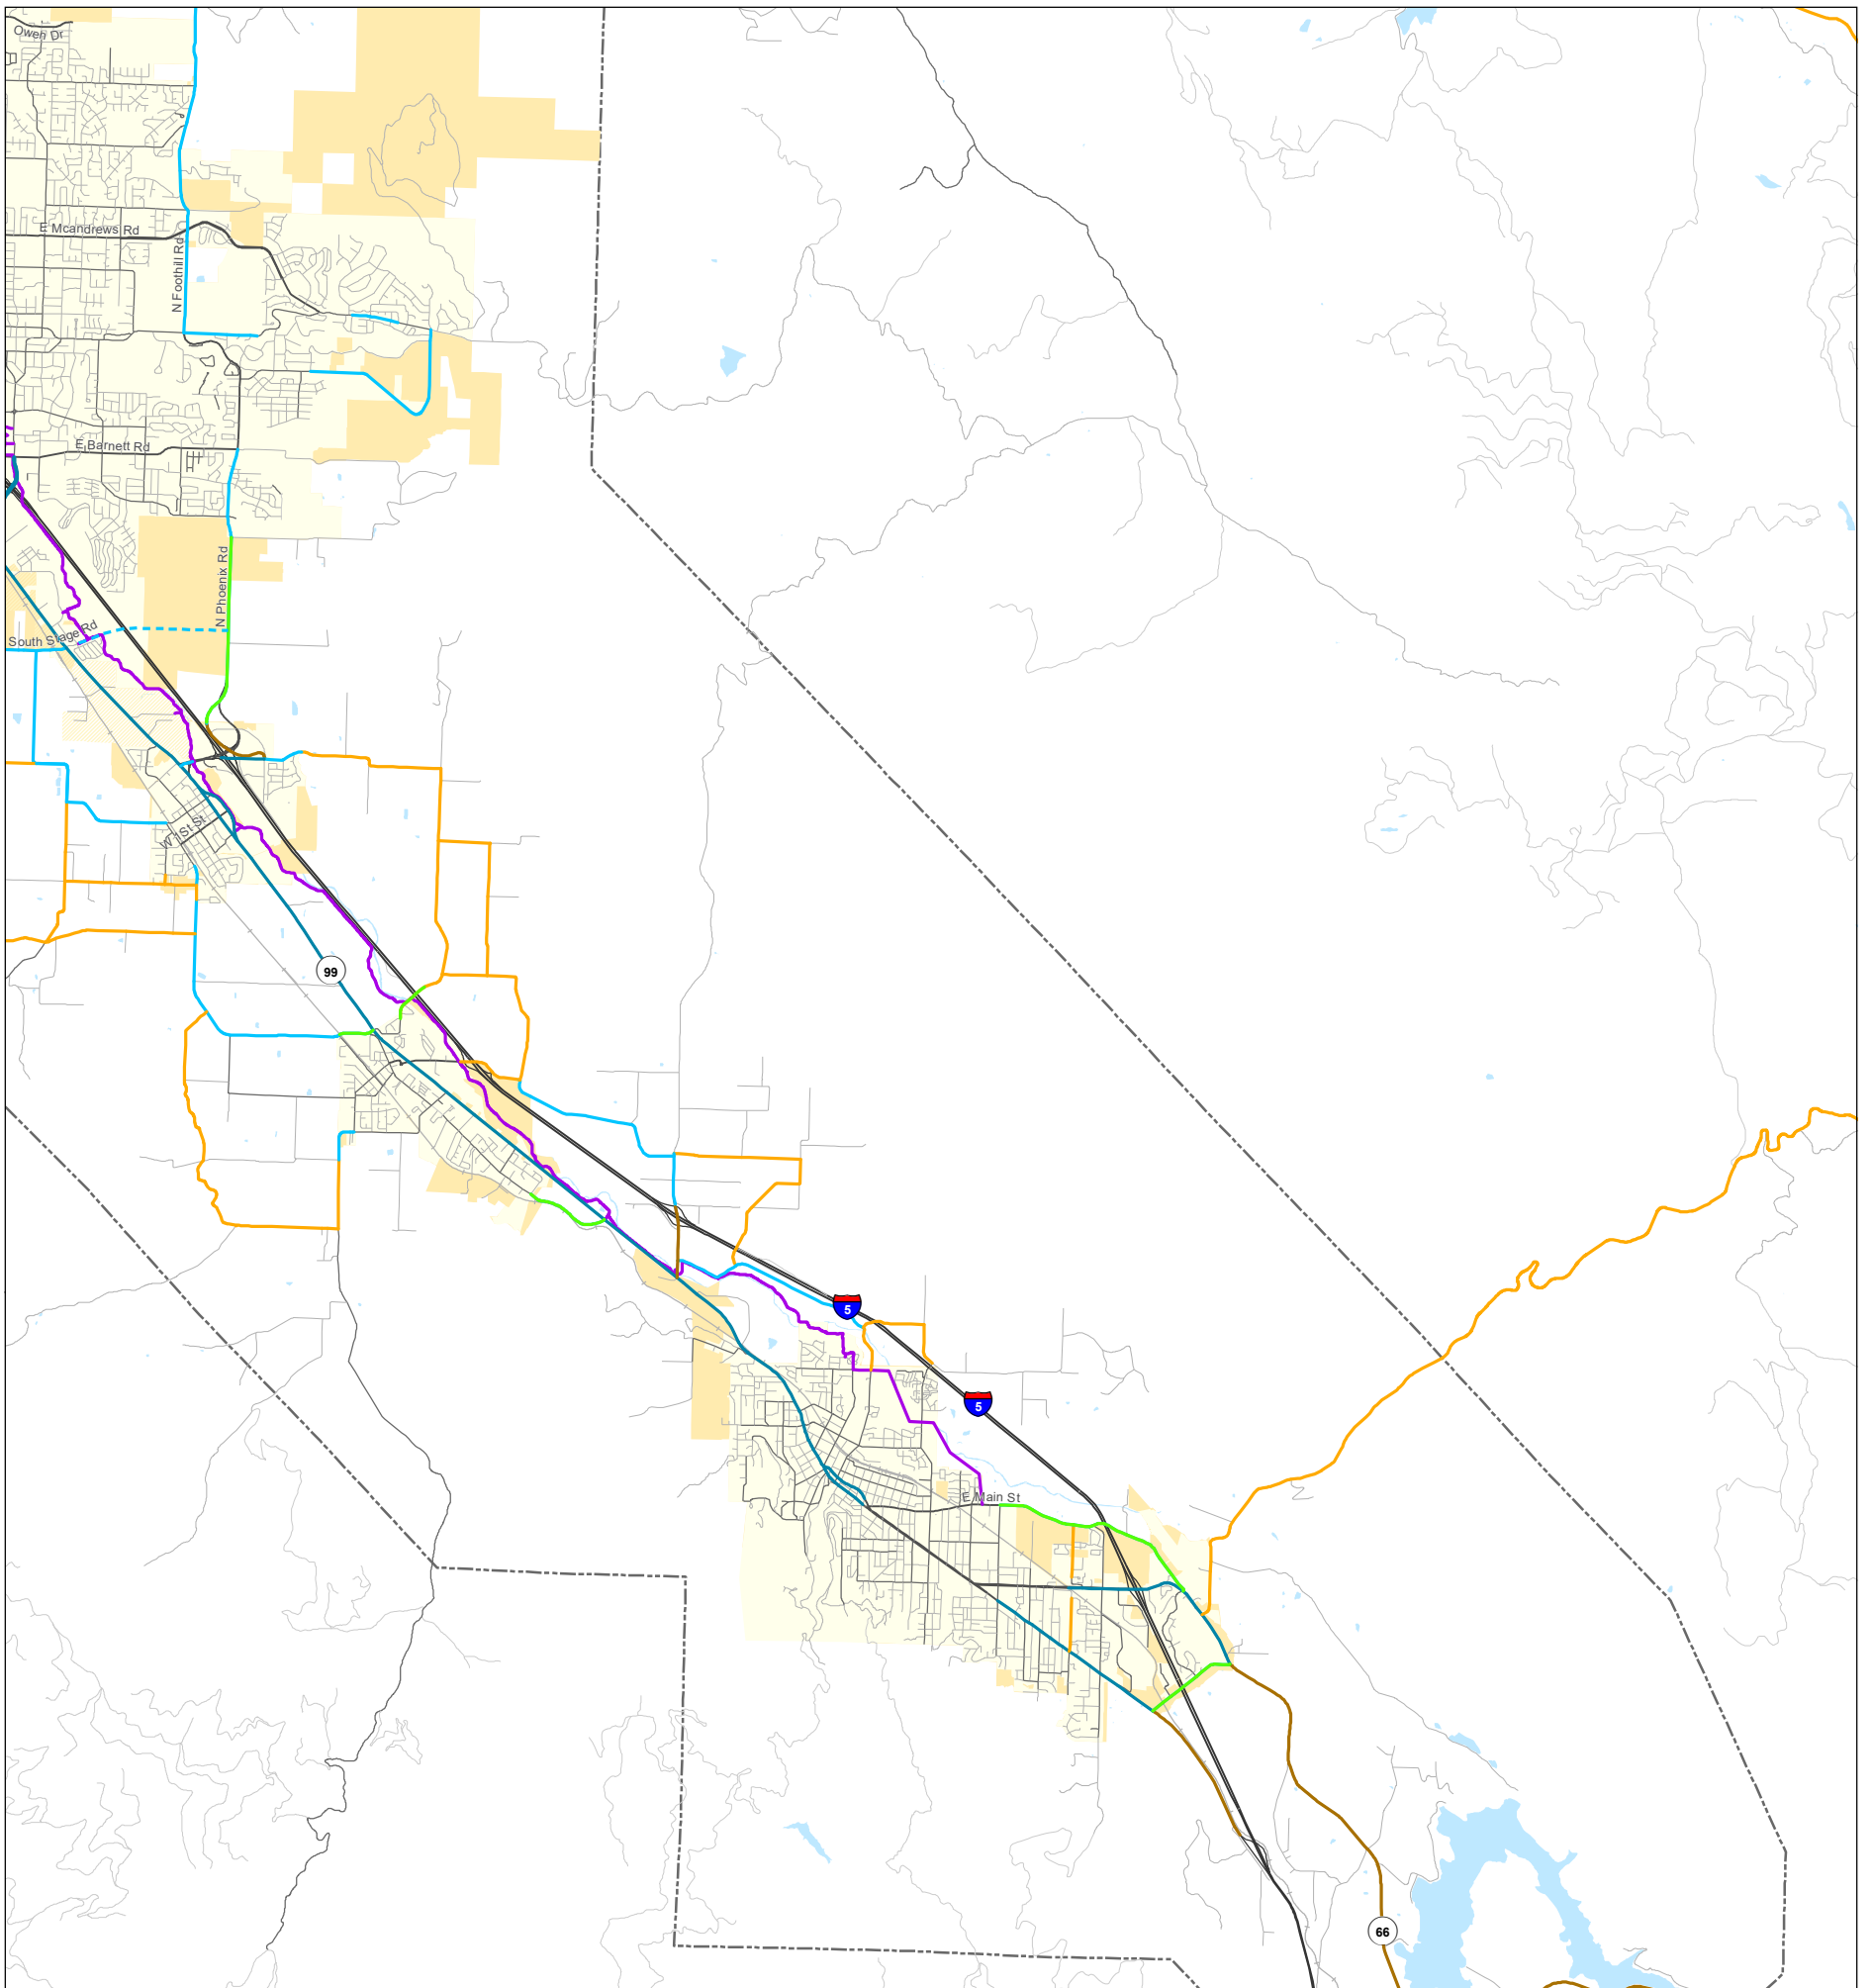 Owen Dr
E Mcandrews Rd
N Foothill Rd
E Barnett Rd
N Phoenix Rd
South Stage Rd
W 1St St
99
5
5
E Main St
66